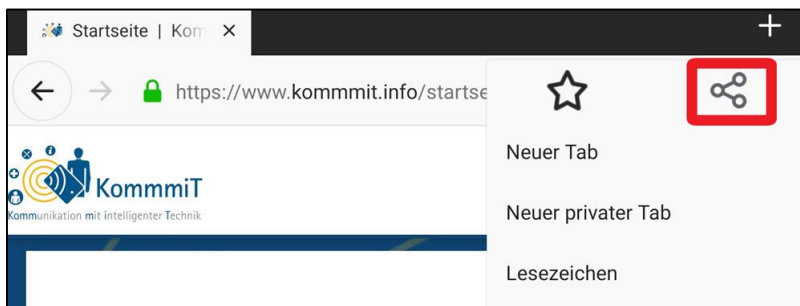 Startseite | Kom
https://www.kommmit.info/startse
Neuer Tab
KommmiT
Kommunikation mit intelligenter Technik
Neuer privater Tab
Lesezeichen